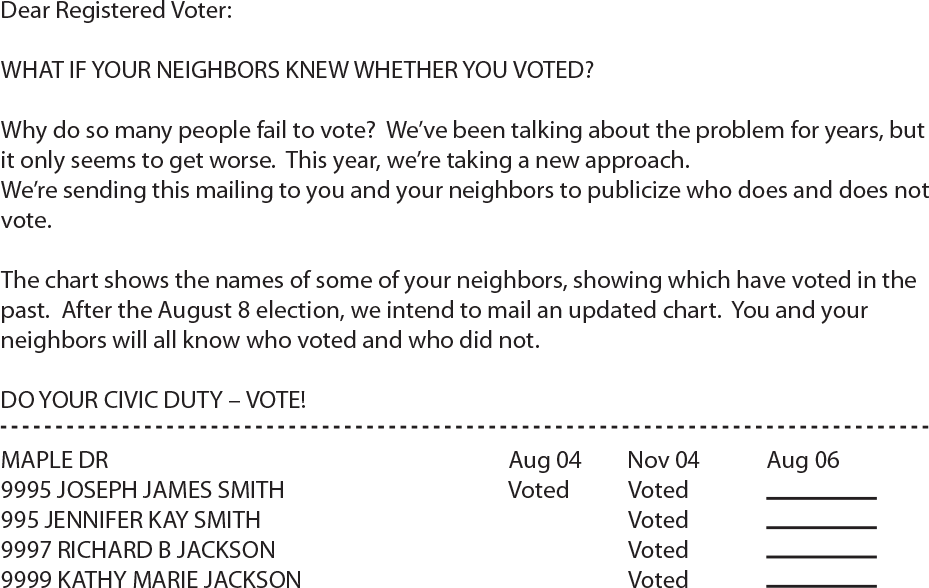 Dear Registered Voter:
WHAT IF YOUR NEIGHBORS KNEW WHETHER YOU VOTED?
Why do so many people fail to vote?  We’ve been talking about the problem for years, but
it only seems to get worse.  This year, we’re taking a new approach.
We’re sending this mailing to you and your neighbors to publicize who does and does not
vote.
The chart shows the names of some of your neighbors, showing which have voted in the
past.  After the August 8 election, we intend to mail an updated chart.  You and your
neighbors will all know who voted and who did not.
DO YOUR CIVIC DUTY – VOTE!
MAPLE DR Aug 04 Nov 04 Aug 06
9995 JOSEPH JAMES SMITH Voted Voted
995 JENNIFER KAY SMITH Voted
9997 RICHARD B JACKSON Voted
9999 KATHY MARIE JACKSON Voted